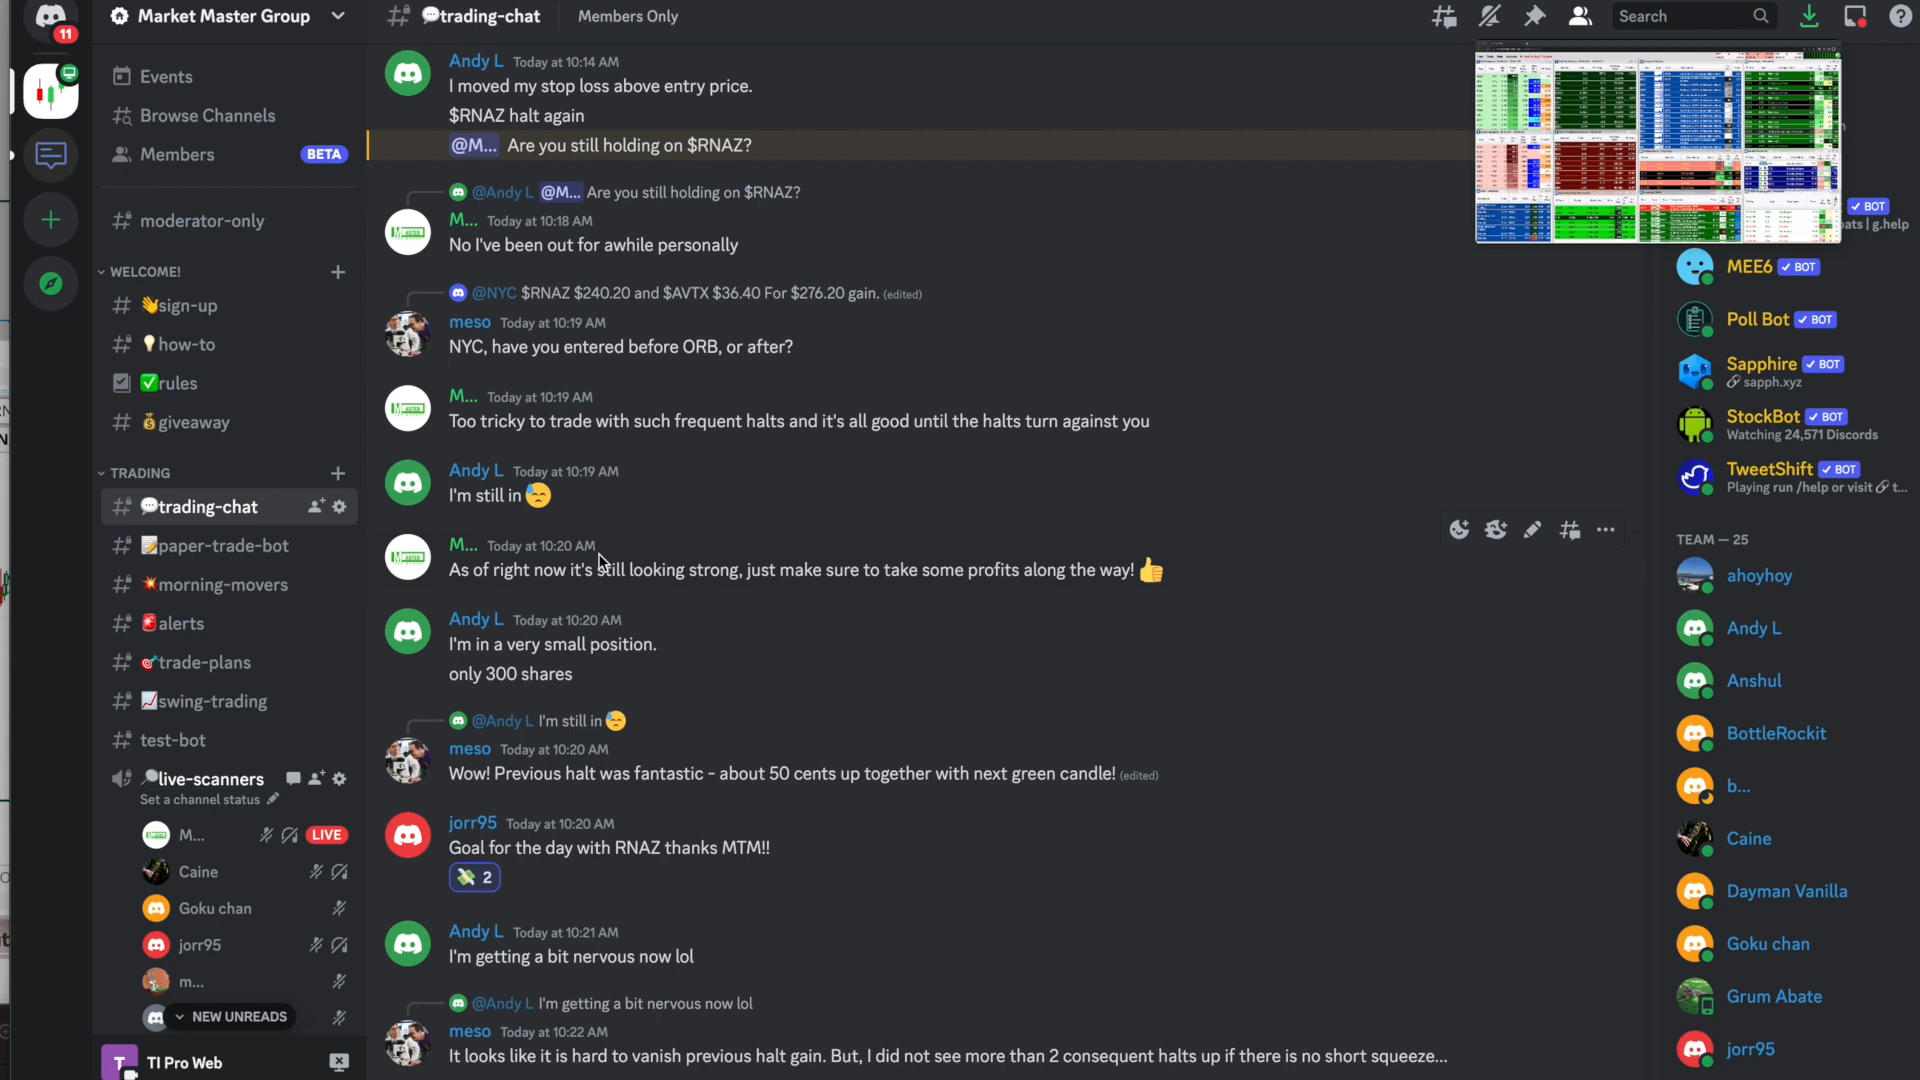 11
Market Master Group
Events
Browse Channels
Members BETA
moderator-only
WELCOME!
👋sign-up
💡how-to
✅rules
💰giveaway
TRADING
💬trading-chat
📝paper-trade-bot
💥morning-movers
🚨alerts
🎯trade-plans
📈swing-trading
test-bot
🔎live-scanners
Set a channel status
M... LIVE
Caine
Goku chan
jorr95
m...
NEW UNREADS
T TI Pro Web
💬trading-chat Members Only
Search
Andy L Today at 10:14 AM
I moved my stop loss above entry price.
$RNAZ halt again
@M... Are you still holding on $RNAZ?
@Andy L @M... Are you still holding on $RNAZ?
M... Today at 10:18 AM
No I've been out for awhile personally
@NYC $RNAZ $240.20 and $AVTX $36.40 For $276.20 gain. (edited)
meso Today at 10:19 AM
NYC, have you entered before ORB, or after?
M... Today at 10:19 AM
Too tricky to trade with such frequent halts and it's all good until the halts turn against you
Andy L Today at 10:19 AM
I'm still in 😓
M... Today at 10:20 AM
As of right now it's still looking strong, just make sure to take some profits along the way! 👍
Andy L Today at 10:20 AM
I'm in a very small position.
only 300 shares
@Andy L I'm still in 😓
meso Today at 10:20 AM
Wow! Previous halt was fantastic - about 50 cents up together with next green candle! (edited)
jorr95 Today at 10:20 AM
Goal for the day with RNAZ thanks MTM!!
💸 2
Andy L Today at 10:21 AM
I'm getting a bit nervous now lol
@Andy L I'm getting a bit nervous now lol
meso Today at 10:22 AM
It looks like it is hard to vanish previous halt gain. But, I did not see more than 2 consequent halts up if there is no short squeeze...
✓ BOT
| g.help
MEE6 ✓ BOT
Poll Bot ✓ BOT
Sapphire ✓ BOT
sapph.xyz
StockBot ✓ BOT
Watching 24,571 Discords
TweetShift ✓ BOT
Playing run /help or visit 🔗 t...
TEAM — 25
ahoyhoy
Andy L
Anshul
BottleRockit
b...
Caine
Dayman Vanilla
Goku chan
Grum Abate
jorr95